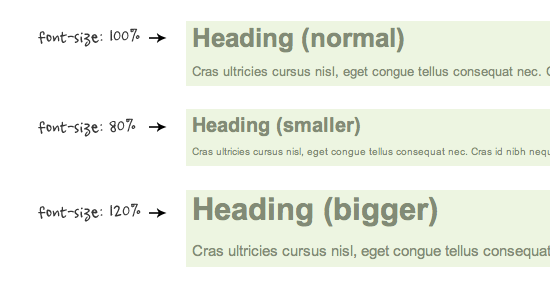 font-size: 100%
Heading (normal)
Cras ultricies cursus nisl, eget congue tellus consequat nec.
font-size: 80%
Heading (smaller)
Cras ultricies cursus nisl, eget congue tellus consequat nec. Cras id nibh
font-size: 120%
Heading (bigger)
Cras ultricies cursus nisl, eget congue tellus consequat